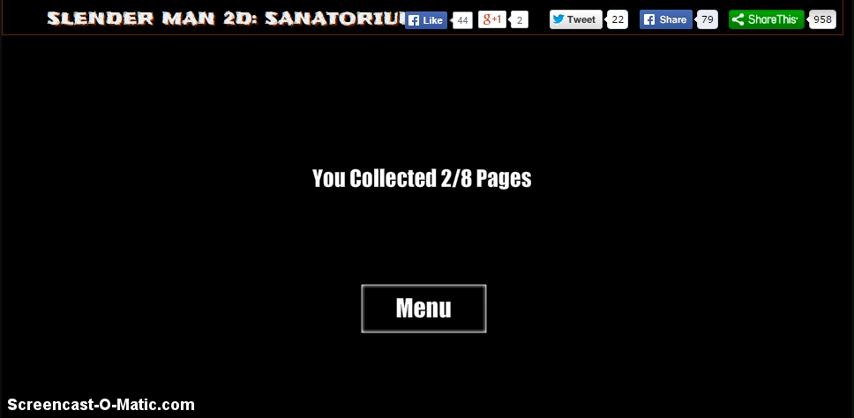 SLENDER MAN 2D: SANATORIU
Like 44 g+1 2 Tweet 22 Share 79 ShareThis 958
You Collected 2/8 Pages
Menu
Screencast-O-Matic.com